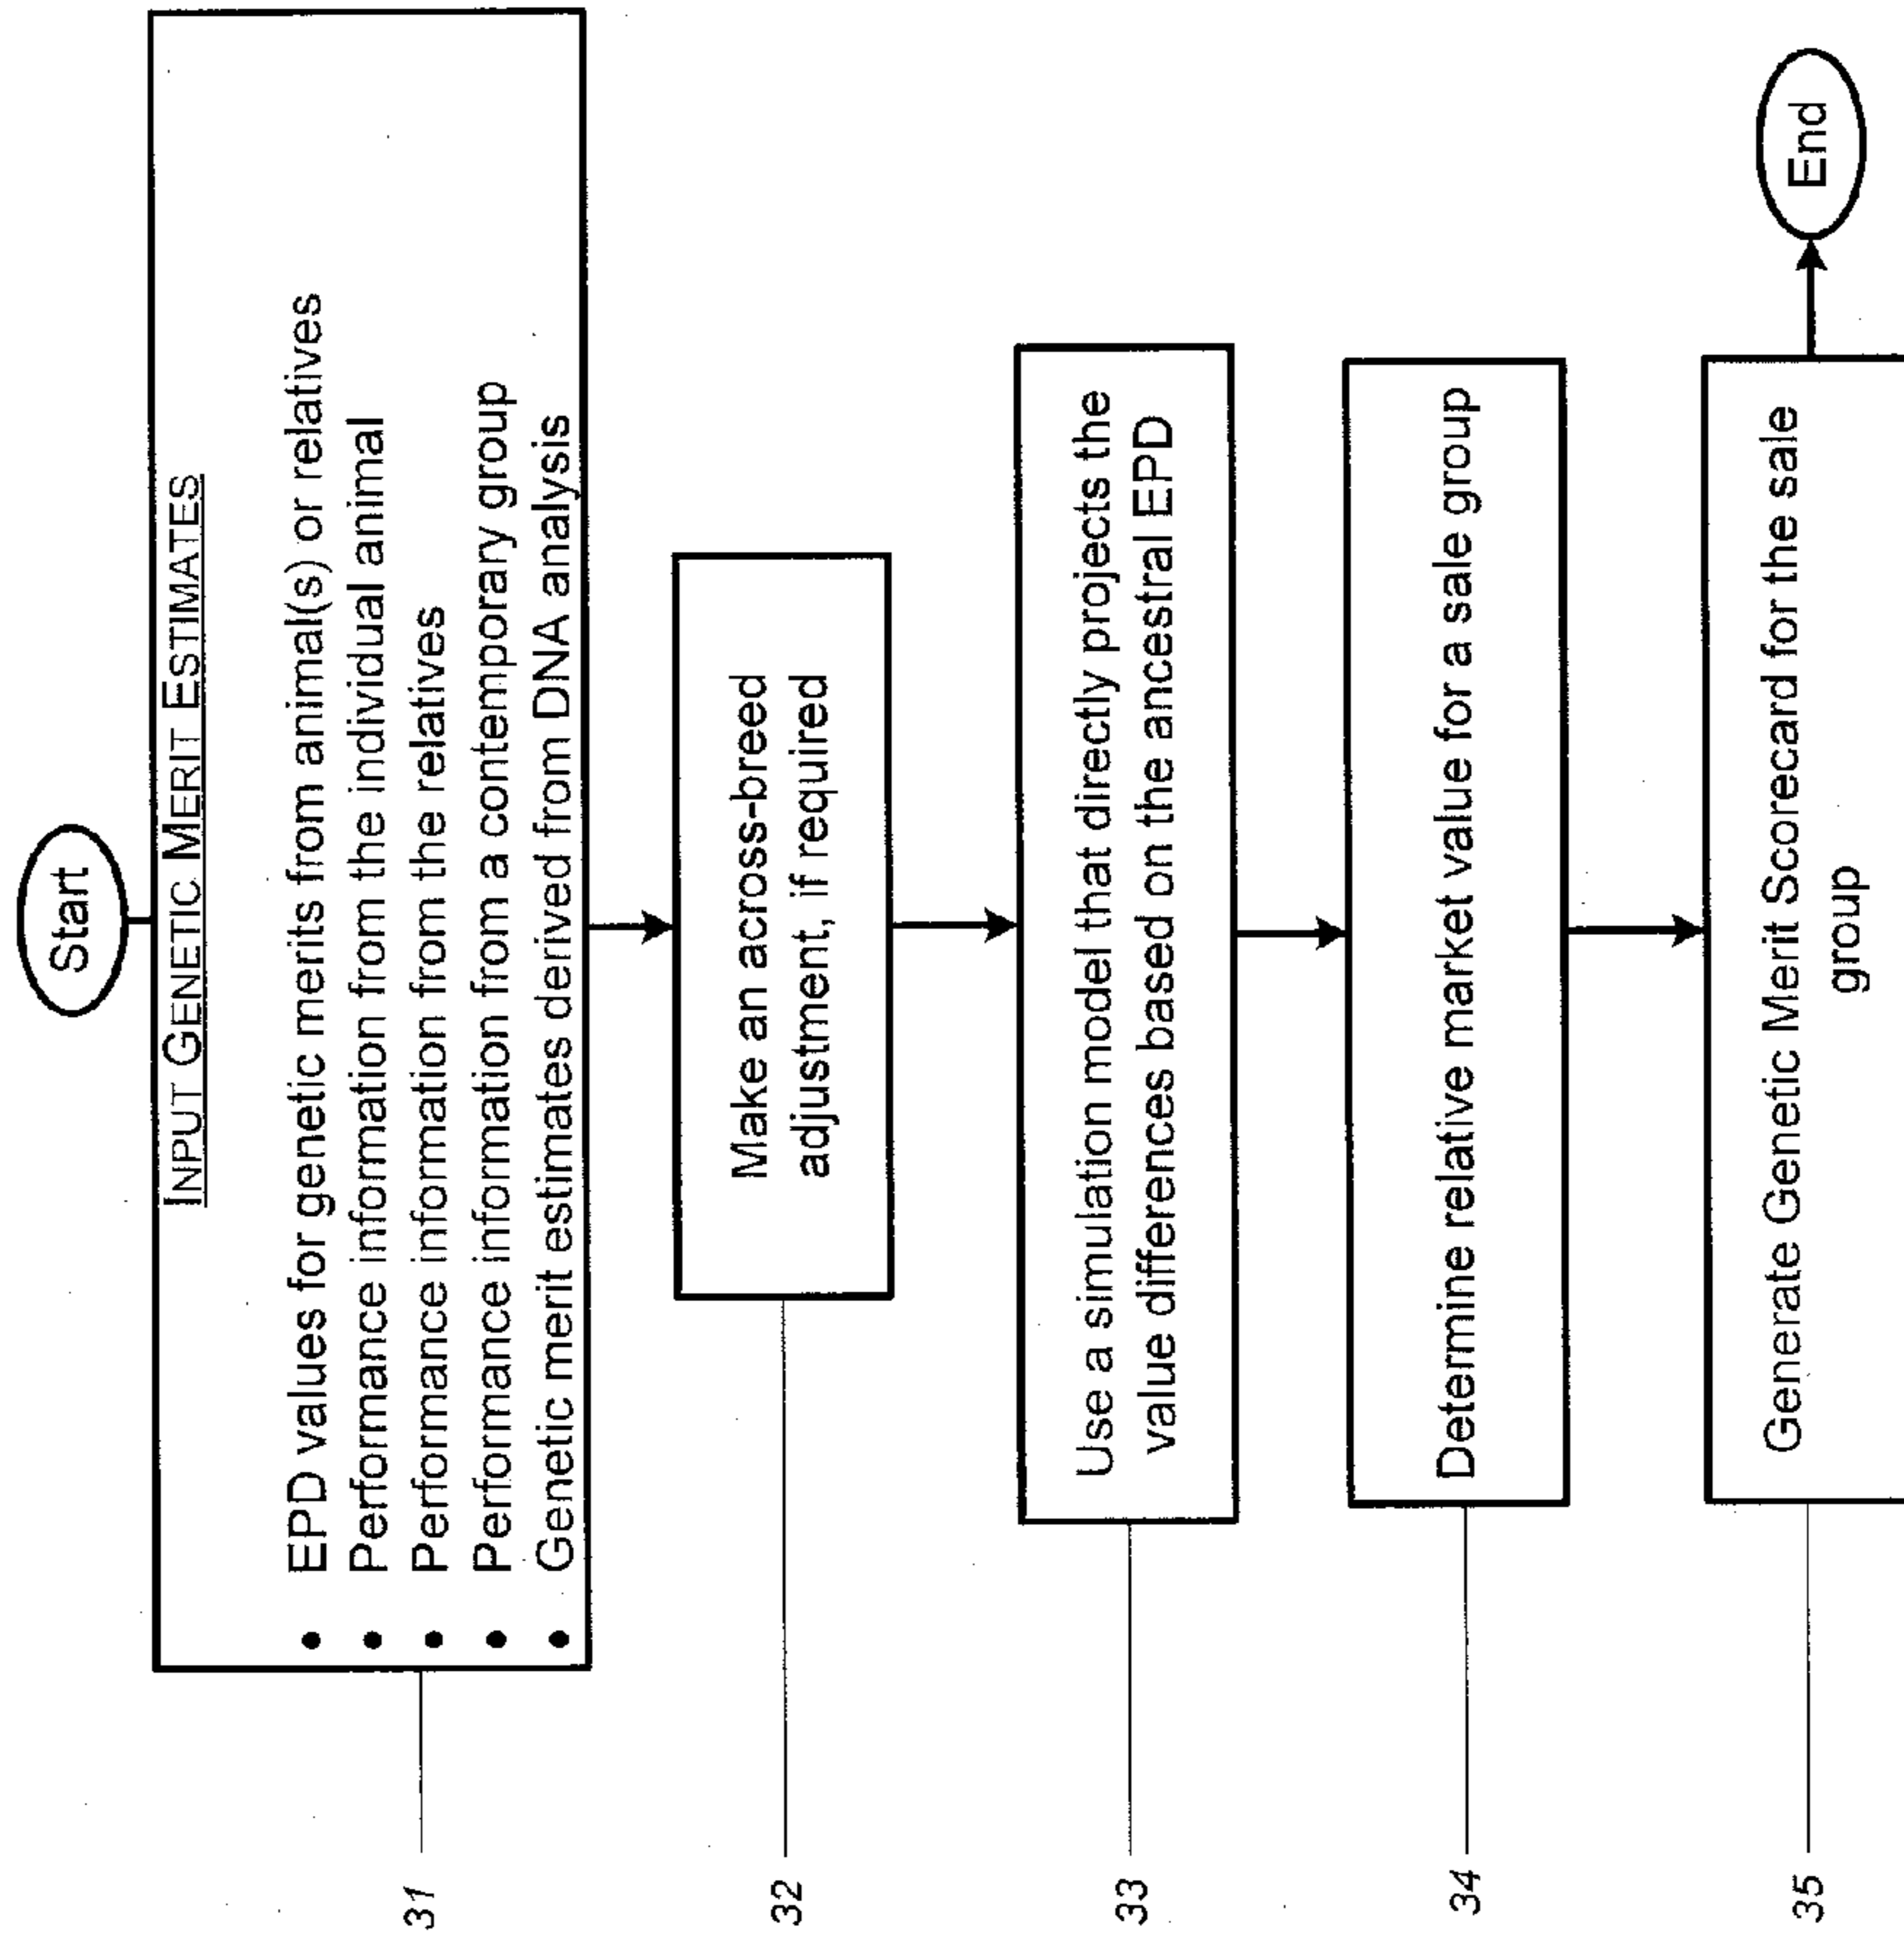 Start
INPUT GENETIC MERIT ESTIMATES
• EPD values for genetic merits from animal(s) or relatives
• Performance information from the individual animal
• Performance information from the relatives
• Performance information from a contemporary group
• Genetic merit estimates derived from DNA analysis
31
Make an across-breed
adjustment, if required
32
Use a simulation model that directly projects the
value differences based on the ancestral EPD
33
Determine relative market value for a sale group
34
Generate Genetic Merit Scorecard for the sale
group
35
End